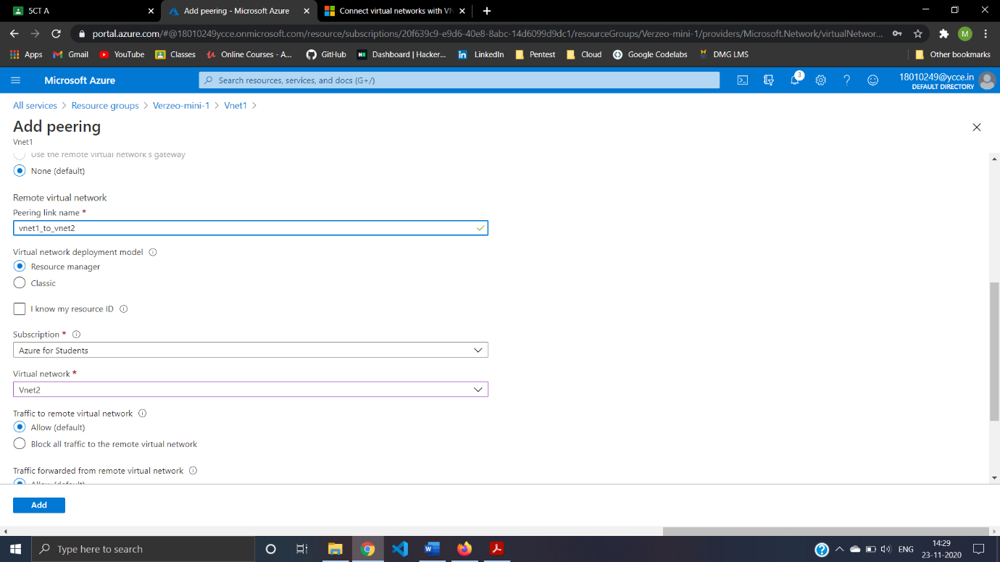 5CT A
Add peering - Microsoft Azure
Connect virtual networks with VN
portal.azure.com/#@18010249ycce.onmicrosoft.com/resource/subscriptions/20f639c9-e9d6-40e8-8abc-14d6099d9dc1/resourceGroups/Verzeo-mini-1/providers/Microsoft.Network/virtualNetwor...
M
Apps
Gmail
YouTube
Classes
Online Courses - A...
GitHub
Dashboard | Hacker...
LinkedIn
Pentest
Cloud
Google Codelabs
DMG LMS
Other bookmarks
Microsoft Azure
Search resources, services, and docs (G+/)
3
18010249@ycce.in
DEFAULT DIRECTORY
All services > Resource groups > Verzeo-mini-1 > Vnet1 >
Add peering
Vnet1
Use the remote virtual network's gateway
None (default)
Remote virtual network
Peering link name *
vnet1_to_vnet2
Virtual network deployment model
Resource manager
Classic
I know my resource ID
Subscription *
Azure for Students
Virtual network *
Vnet2
Traffic to remote virtual network
Allow (default)
Block all traffic to the remote virtual network
Traffic forwarded from remote virtual network
Allow (default)
Add
Type here to search
ENG
14:29
23-11-2020